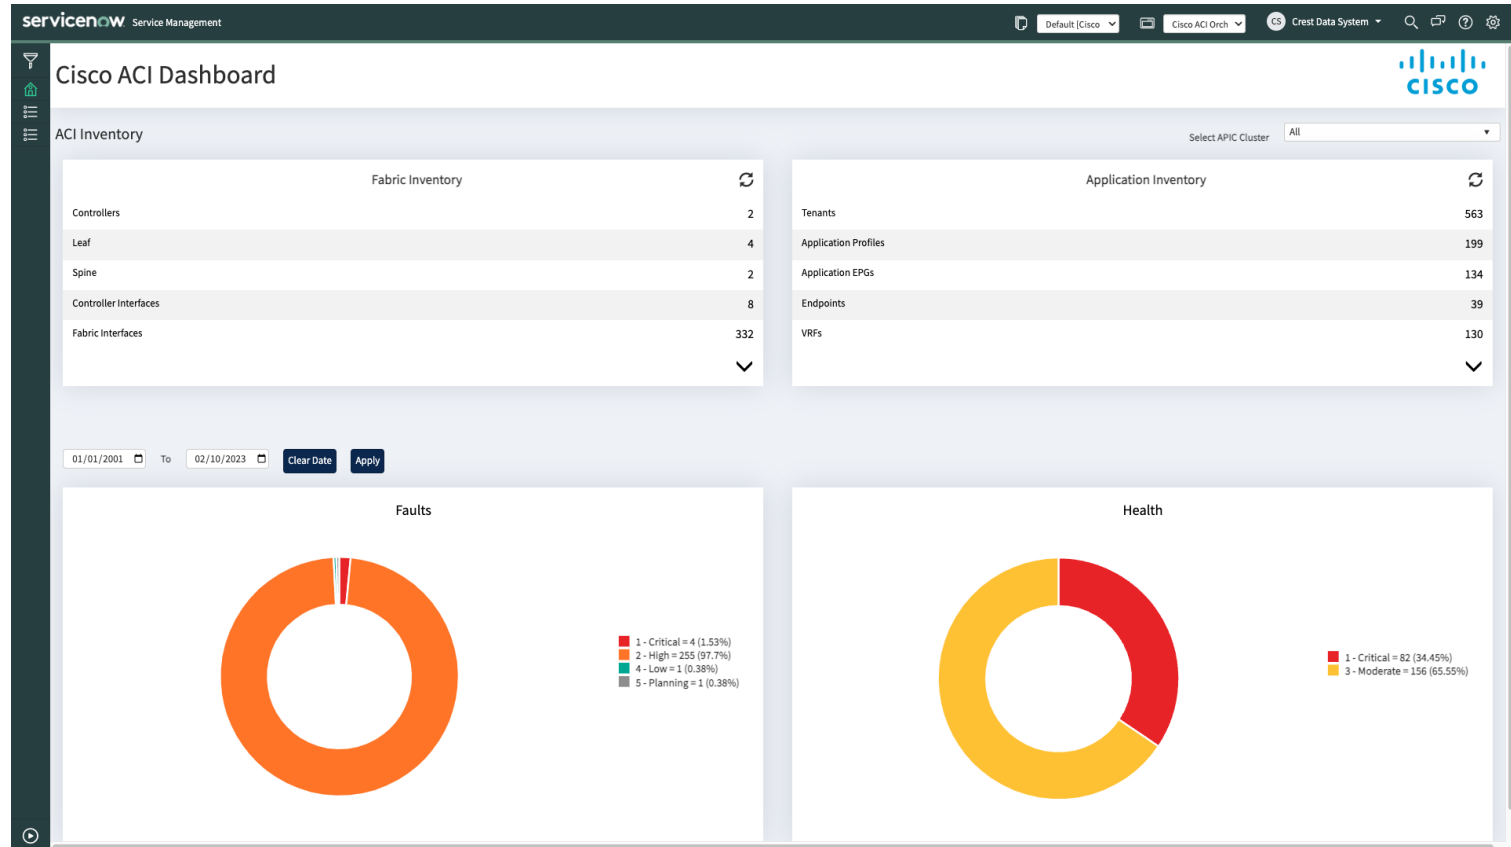 servicenow Service Management
Default [Cisco
Cisco ACI Orch
CS Crest Data System
Cisco ACI Dashboard
CISCO
ACI Inventory
Select APIC Cluster
All
Fabric Inventory
Controllers 2
Leaf 4
Spine 2
Controller Interfaces 8
Fabric Interfaces 332
Application Inventory
Tenants 563
Application Profiles 199
Application EPGs 134
Endpoints 39
VRFs 130
01/01/2001 To 02/10/2023 Clear Date Apply
Faults
1 - Critical = 4 (1.53%)
2 - High = 255 (97.7%)
4 - Low = 1 (0.38%)
5 - Planning = 1 (0.38%)
Health
1 - Critical = 82 (34.45%)
3 - Moderate = 156 (65.55%)